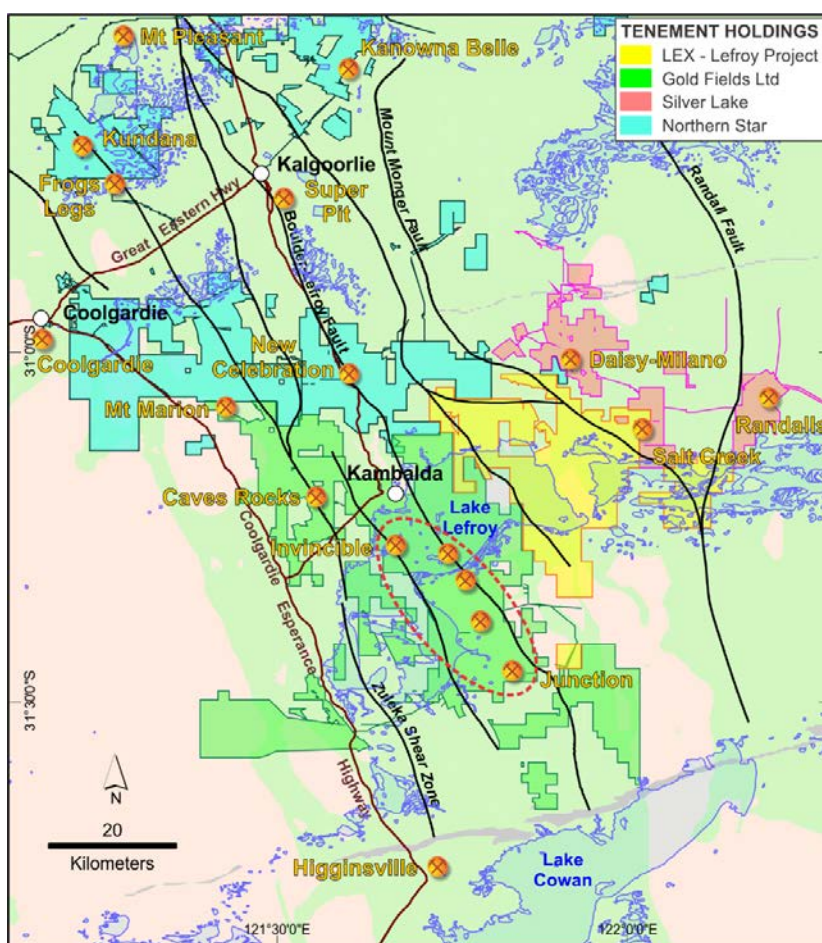 TENEMENT HOLDINGS
LEX - Lefroy Project
Gold Fields Ltd
Silver Lake
Northern Star
Mt Pleasant
Kanowna Belle
Mount Monger Fault
Kundana
Kalgoorlie
Frogs
Legs
Super
Pit
Randall Fault
Great Eastern Hwy
Boulder-Lefroy Fault
Coolgardie
Coolgardie
31°00'S
New
Celebration
Daisy-Milano
Mt Marion
Randalls
Salt Creek
Kambalda
Caves Rocks
Lake
Lefroy
Invincible
Coolgardie Esperance Highway
Junction
31°30'0"S
Zuleka Shear Zone
N
20
Kilometers
Higginsville
Lake
Cowan
121°30'0"E
122°0'0"E